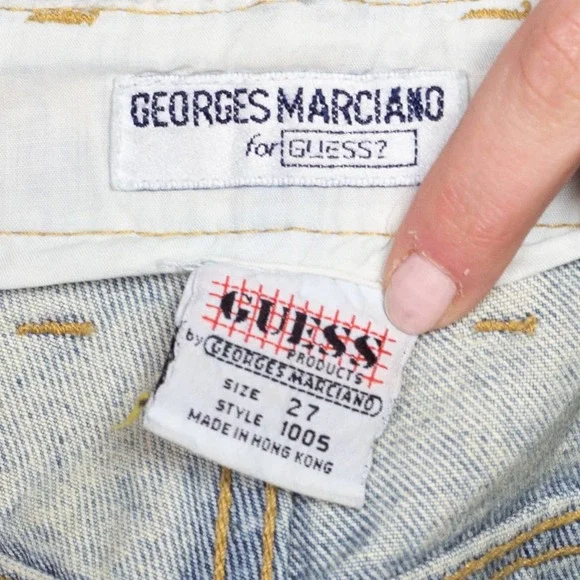 GEORGES MARCIANO
for GUESS?
GUESS
PRODUCTS
by GEORGES MARCIANO
SIZE 27
STYLE 1005
MADE IN HONG KONG